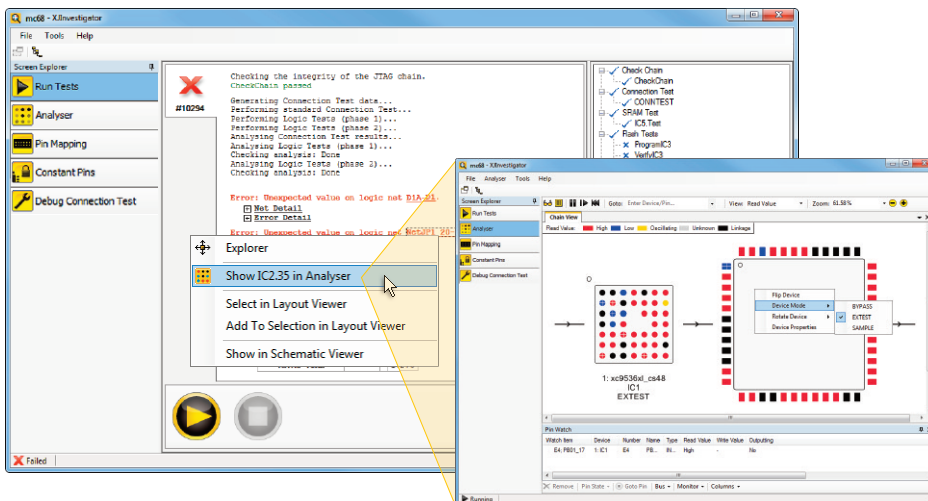 mc68 - XJInvestigator
File Tools Help
Screen Explorer
Run Tests
Analyser
Pin Mapping
Constant Pins
Debug Connection Test
#10294
Checking the integrity of the JTAG chain.
CheckChain passed
Generating Connection Test data...
Performing standard Connection Test...
Performing Logic Tests (phase 1)...
Performing Logic Tests (phase 2)...
Analysing Connection Test results...
Analysing Logic Tests (phase 1)...
Checking analysis: Done
Analysing Logic Tests (phase 2)...
Checking analysis: Done
Error: Unexpected value on logic net D1A.D1.
Net Detail
Error Detail
Error: Unexpected value on logic net
Check Chain
CheckChain
Connection Test
CONNTEST
SRAM Test
IC5.Test
Flash Tests
ProgramIC3
VerifyIC3
Explorer
Show IC2.35 in Analyser
Select in Layout Viewer
Add To Selection in Layout Viewer
Show in Schematic Viewer
Failed
mc68 - XJInvestigator
File Analyser Tools Help
Screen Explorer
Run Tests
Analyser
Pin Mapping
Constant Pins
Debug Connection Test
Goto: Enter Device/Pin... View: Read Value Zoom: 61.58%
Chain View
Read Value: High Low Oscillating Unknown Linkage
Flip Device
Device Mode
Rotate Device
Device Properties
BYPASS
EXTEST
SAMPLE
1: xc9536xl_cs48
IC1
EXTEST
Pin Watch
Watch Item Device Number Name Type Read Value Write Value Outputing
E4; PB01_17 1: IC1 E4 PB... IN... High - No
Remove Pin State Goto Pin Bus Monitor Columns
Running